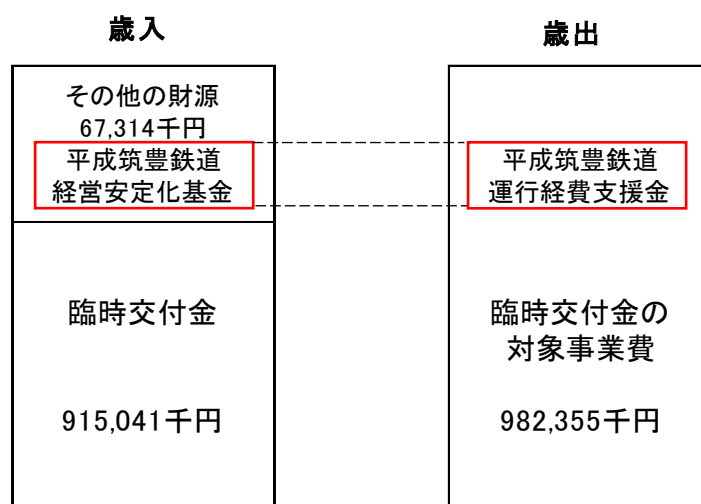 歳入
その他の財源
67,314千円
平成筑豊鉄道
経営安定化基金
臨時交付金
915,041千円
歳出
平成筑豊鉄道
運行経費支援金
臨時交付金の
対象事業費
982,355千円